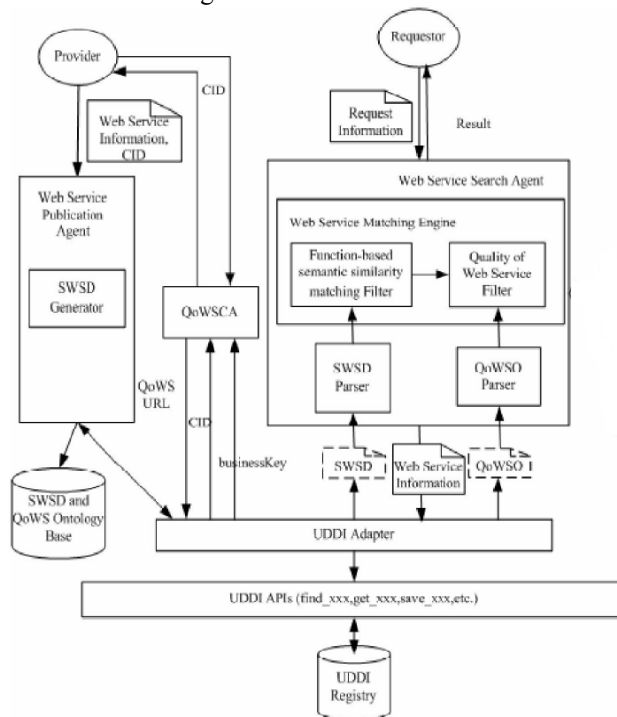 Provider
Requestor
CID
Web Service
Information,
CID
Request
Information
Result
Web Service Search Agent
Web Service
Publication
Agent
Web Service Matching Engine
Function-based
semantic similarity
matching Filter
Quality of
Web Service
Filter
SWSD
Generator
QoWSCA
SWSD
Parser
QoWSO
Parser
QoWS
URL
CID
businessKey
SWSD
Web Service
Information
QoWSO
SWSD and
QoWS Ontology
Base
UDDI Adapter
UDDI APIs (find_xxx,get_xxx,save_xxx,etc.)
UDDI
Registry